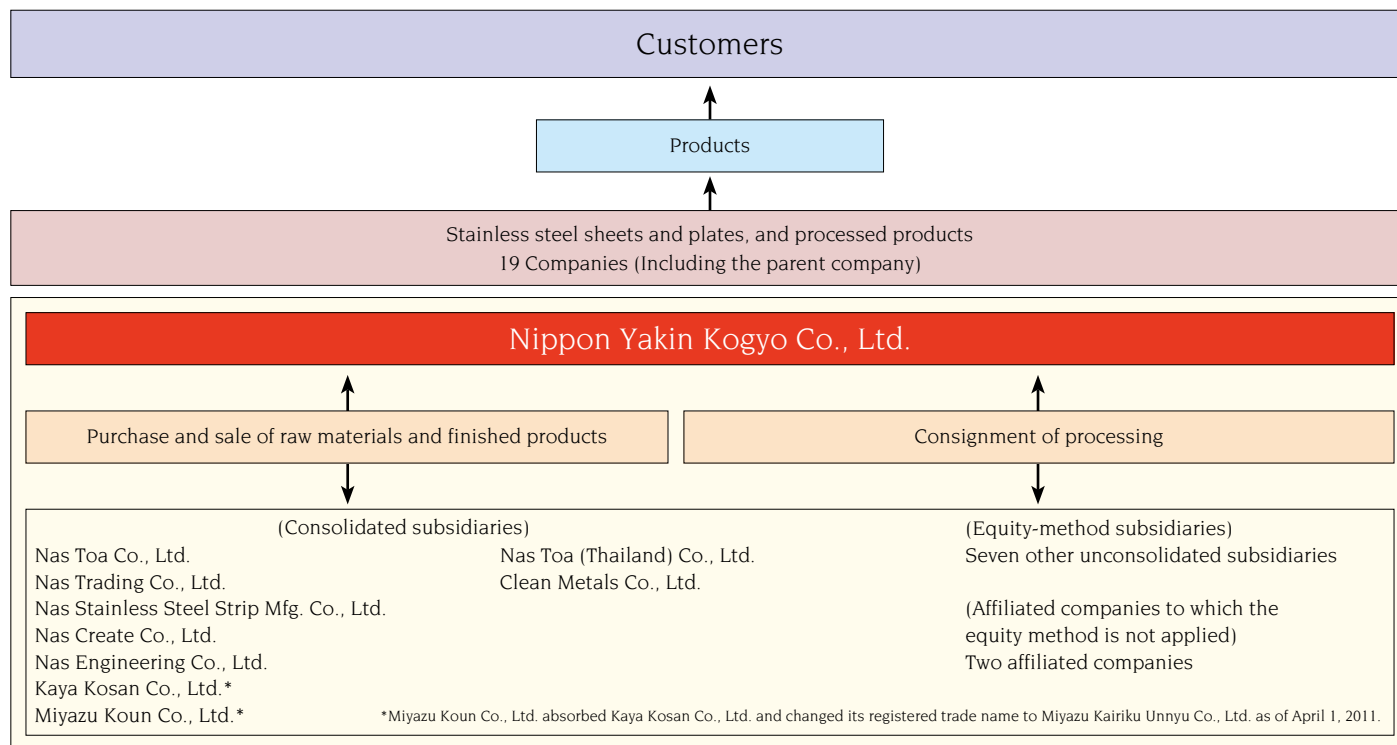 Customers
Products
Stainless steel sheets and plates, and processed products
19 Companies (Including the parent company)
Nippon Yakin Kogyo Co., Ltd.
Purchase and sale of raw materials and finished products
Consignment of processing
(Consolidated subsidiaries)
Nas Toa Co., Ltd.
Nas Trading Co., Ltd.
Nas Stainless Steel Strip Mfg. Co., Ltd.
Nas Create Co., Ltd.
Nas Engineering Co., Ltd.
Kaya Kosan Co., Ltd.*
Miyazu Koun Co., Ltd.*
Nas Toa (Thailand) Co., Ltd.
Clean Metals Co., Ltd.
(Equity-method subsidiaries)
Seven other unconsolidated subsidiaries
(Affiliated companies to which the
equity method is not applied)
Two affiliated companies
*Miyazu Koun Co., Ltd. absorbed Kaya Kosan Co., Ltd. and changed its registered trade name to Miyazu Kairiku Unnyu Co., Ltd. as of April 1, 2011.